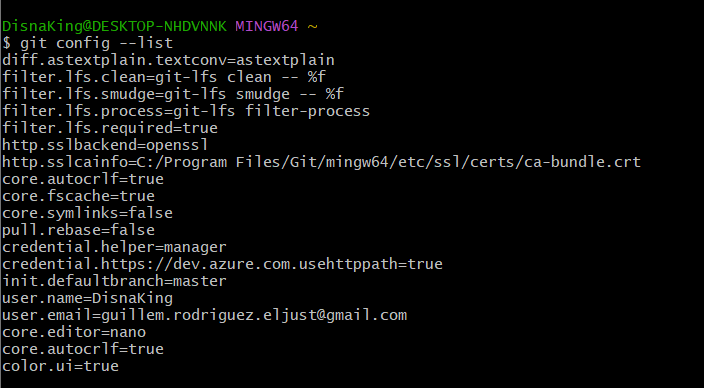 DisnaKing@DESKTOP-NHDVNNK MINGW64 ~
$ git config --list
diff.astextplain.textconv=astextplain
filter.lfs.clean=git-lfs clean -- %f
filter.lfs.smudge=git-lfs smudge -- %f
filter.lfs.process=git-lfs filter-process
filter.lfs.required=true
http.sslbackend=openssl
http.sslcainfo=C:/Program Files/Git/mingw64/etc/ssl/certs/ca-bundle.crt
core.autocrlf=true
core.fscache=true
core.symlinks=false
pull.rebase=false
credential.helper=manager
credential.https://dev.azure.com.usehttppath=true
init.defaultbranch=master
user.name=DisnaKing
user.email=guillem.rodriguez.eljust@gmail.com
core.editor=nano
core.autocrlf=true
color.ui=true